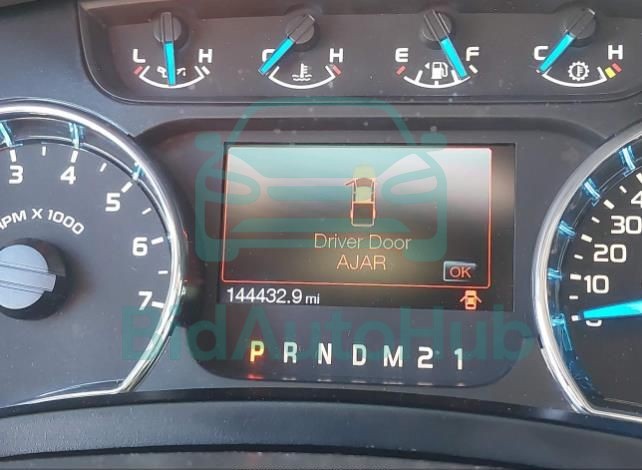 L H C H E F C H
3 4 5 6 7
RPM X 1000
Driver Door
AJAR
OK
144432.9 mi
P R N D M 2 1
4
30
20
10
BidAutoHub